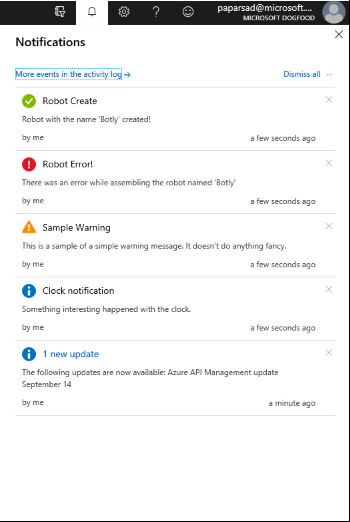 paparsad@microsoft....
MICROSOFT DOGFOOD
Notifications
More events in the activity log →
Dismiss all ...
Robot Create
Robot with the name 'Botly' created!
by me
a few seconds ago
Robot Error!
There was an error while assembling the robot named 'Botly'
by me
a few seconds ago
Sample Warning
This is a sample of a simple warning message. It doesn't do anything fancy.
by me
a few seconds ago
Clock notification
Something interesting happened with the clock.
by me
a few seconds ago
1 new update
The following updates are now available: Azure API Management update
September 14
by me
a minute ago